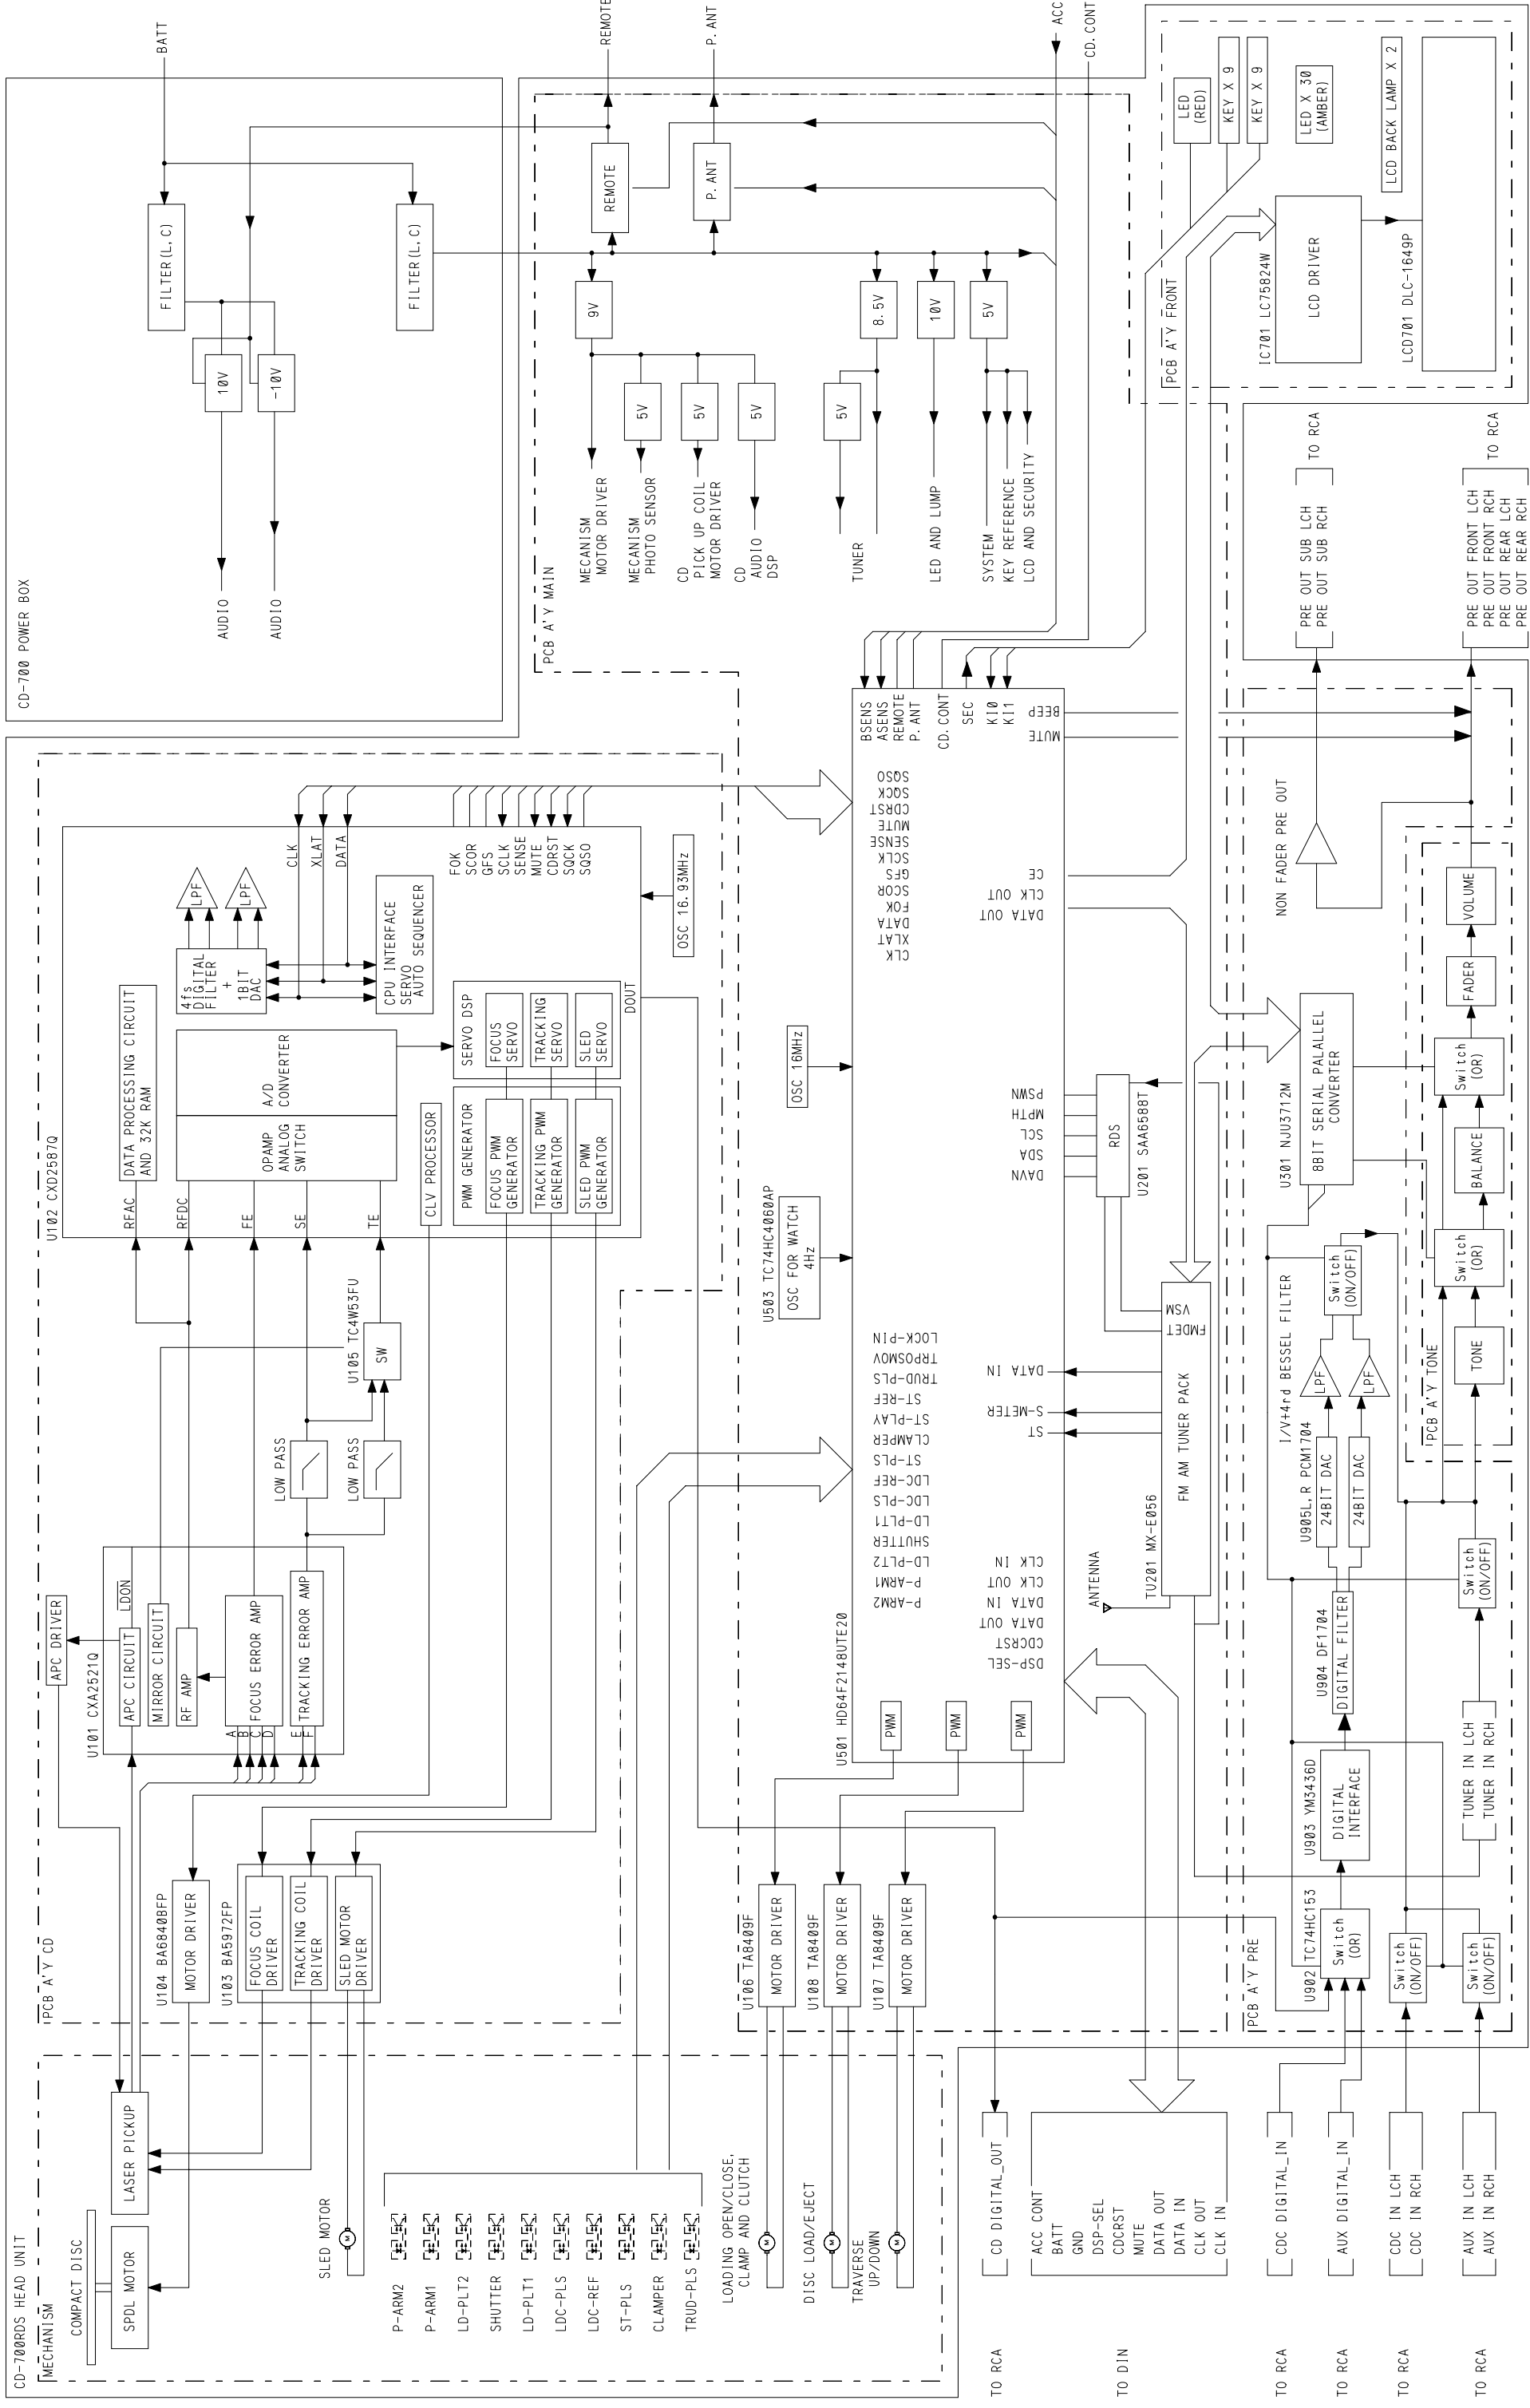 CD-700RDS HEAD UNIT
MECHANISM
COMPACT DISC
SPDL MOTOR
LASER PICKUP
SLED MOTOR
P-ARM2
P-ARM1
LD-PLT2
SHUTTER
LD-PLT1
LDC-PLS
LDC-REF
ST-PLS
CLAMPER
TRUD-PLS
LOADING OPEN/CLOSE,
CLAMP AND CLUTCH
M
DISC LOAD/EJECT
M
TRAVERSE
UP/DOWN
M
M
TO RCA
CD DIGITAL_OUT
TO DIN
ACC CONT
BATT
GND
DSP-SEL
CDCRST
MUTE
DATA OUT
DATA IN
CLK OUT
CLK IN
TO RCA
CDC DIGITAL_IN
TO RCA
AUX DIGITAL_IN
TO RCA
CDC IN LCH
CDC IN RCH
TO RCA
AUX IN LCH
AUX IN RCH
PCB A'Y CD
U104 BA6840BFP
MOTOR DRIVER
U103 BA5972FP
FOCUS COIL
DRIVER
TRACKING COIL
DRIVER
SLED MOTOR
DRIVER
APC DRIVER
U101 CXA2521Q
APC CIRCUIT
LDON
MIRROR CIRCUIT
RF AMP
FOCUS ERROR AMP
TRACKING ERROR AMP
A
B
C
D
E
F
LOW PASS
LOW PASS
U105 TC4W53FU
SW
U102 CXD2587Q
RFAC
RFDC
FE
SE
TE
DATA PROCESSING CIRCUIT
AND 32K RAM
OPAMP
ANALOG
SWITCH
A/D
CONVERTER
4fs
DIGITAL
FILTER
+
1BIT
DAC
LPF
LPF
CPU INTERFACE
SERVO
AUTO SEQUENCER
CLK
XLAT
DATA
CLV PROCESSOR
PWM GENERATOR
FOCUS PWM
GENERATOR
TRACKING PWM
GENERATOR
SLED PWM
GENERATOR
SERVO DSP
FOCUS
SERVO
TRACKING
SERVO
SLED
SERVO
DOUT
FOK
SCOR
GFS
SCLK
SENSE
MUTE
CDRST
SQCK
SQSO
OSC 16.93MHz
CD-700 POWER BOX
BATT
FILTER(L,C)
FILTER(L,C)
10V
-10V
AUDIO
AUDIO
REMOTE
P.ANT
ACC
CD.CONT
PCB A'Y MAIN
REMOTE
P.ANT
9V
5V
5V
5V
8.5V
5V
10V
5V
MECANISM
MOTOR DRIVER
MECANISM
PHOTO SENSOR
CD
PICK UP COIL
MOTOR DRIVER
CD
AUDIO
DSP
TUNER
LED AND LUMP
SYSTEM
KEY REFERENCE
LCD AND SECURITY
U106 TA8409F
MOTOR DRIVER
U108 TA8409F
MOTOR DRIVER
U107 TA8409F
MOTOR DRIVER
U501 HD64F2148UTE20
PWM
PWM
PWM
P-ARM2
P-ARM1
LD-PLT2
SHUTTER
LD-PLT1
LDC-PLS
LDC-REF
ST-PLS
CLAMPER
ST-PLAY
ST-REF
TRUD-PLS
TRPOSMOV
LOCK-PIN
DSP-SEL
CDCRST
DATA OUT
DATA IN
CLK OUT
CLK IN
ST
S-METER
DATA IN
DAVN
SDA
SCL
MPTH
PSWN
DATA OUT
CLK OUT
CE
CLK
XLAT
DATA
FOK
SCOR
GFS
SCLK
SENSE
MUTE
CDRST
SQCK
SQSO
MUTE
BEEP
BSENS
ASENS
REMOTE
P.ANT
CD.CONT
SEC
KI0
KI1
U503 TC74HC4060AP
OSC FOR WATCH
4Hz
OSC 16MHz
ANTENNA
TU201 MX-E056
FM AM TUNER PACK
FMDET
VSM
RDS
U201 SAA6588T
PCB A'Y FRONT
LED
(RED)
KEY X 9
KEY X 9
LED X 30
(AMBER)
LCD BACK LAMP X 2
IC701 LC75824W
LCD DRIVER
LCD701 DLC-1649P
PCB A'Y PRE
U902 TC74HC153
Switch
(OR)
Switch
(ON/OFF)
Switch
(ON/OFF)
U903 YM3436D
DIGITAL
INTERFACE
U904 DF1704
DIGITAL FILTER
U905L,R PCM1704
24BIT DAC
24BIT DAC
I/V+4rd BESSEL FILTER
LPF
LPF
Switch
(ON/OFF)
TUNER IN LCH
TUNER IN RCH
Switch
(ON/OFF)
U301 NJU3712M
8BIT SERIAL PALALLEL
CONVERTER
PCB A'Y TONE
TONE
Switch
(OR)
BALANCE
Switch
(OR)
FADER
VOLUME
NON FADER PRE OUT
PRE OUT SUB LCH
PRE OUT SUB RCH
TO RCA
PRE OUT FRONT LCH
PRE OUT FRONT RCH
PRE OUT REAR LCH
PRE OUT REAR RCH
TO RCA